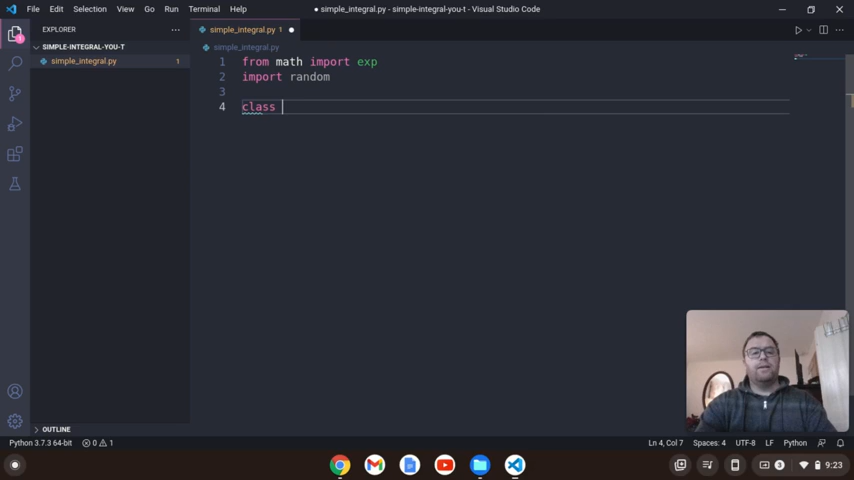 File Edit Selection View Go Run Terminal Help
● simple_integral.py - simple-integral-you-t - Visual Studio Code
EXPLORER
SIMPLE-INTEGRAL-YOU-T
simple_integral.py 1
simple_integral.py 1
simple_integral.py
1 from math import exp
2 import random
3
4 class
1
OUTLINE
Python 3.7.3 64-bit 0 1
Ln 4, Col 7 Spaces: 4 UTF-8 LF Python
3 9:23